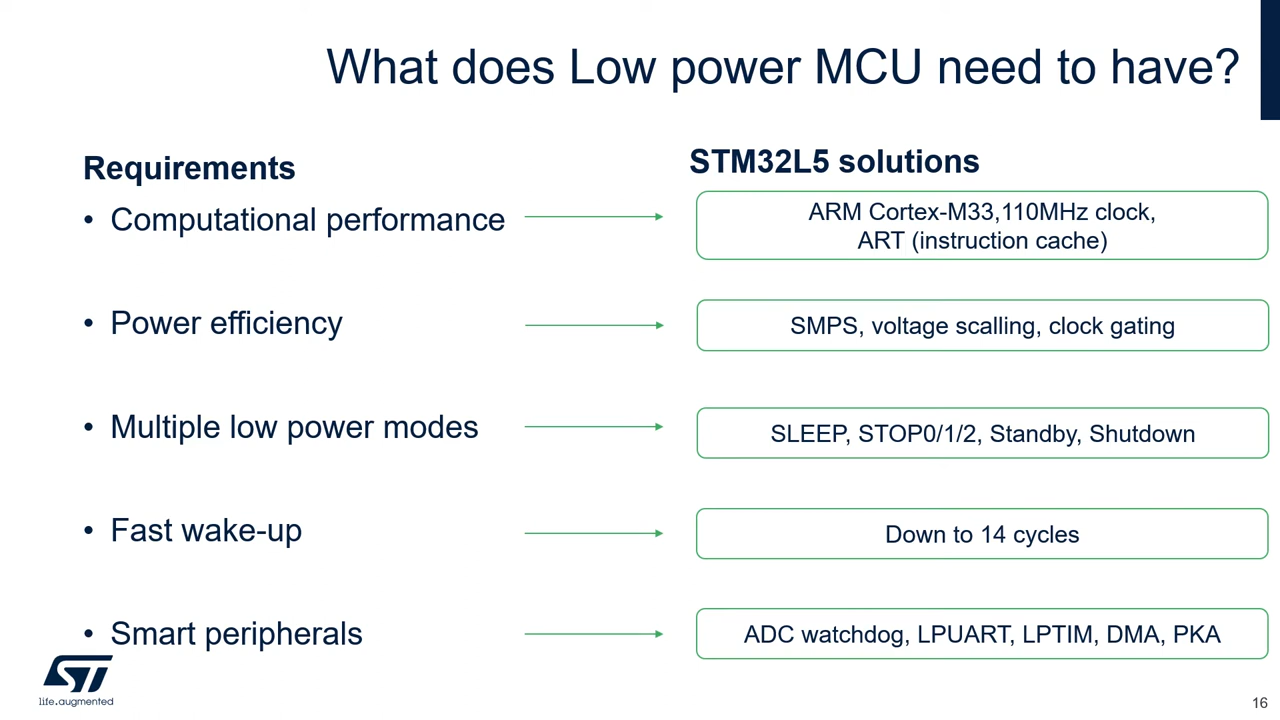 What does Low power MCU need to have?
Requirements
STM32L5 solutions
• Computational performance
ARM Cortex-M33,110MHz clock,
ART (instruction cache)
• Power efficiency
SMPS, voltage scalling, clock gating
• Multiple low power modes
SLEEP, STOP0/1/2, Standby, Shutdown
• Fast wake-up
Down to 14 cycles
• Smart peripherals
ADC watchdog, LPUART, LPTIM, DMA, PKA
ST
life.augmented
16